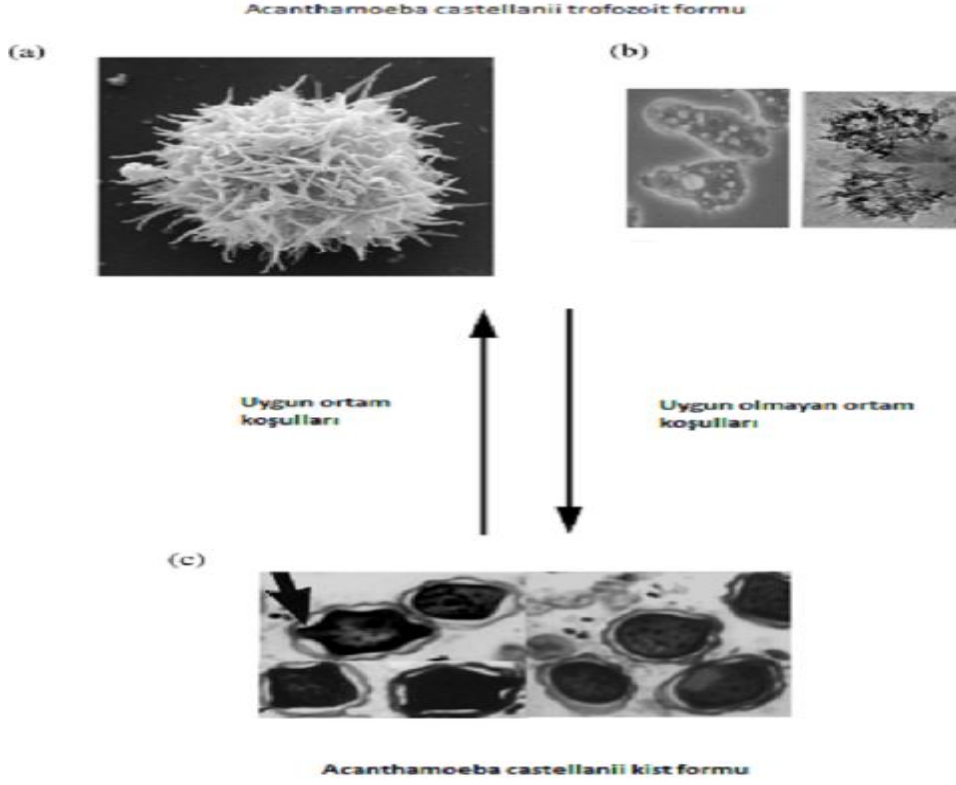 Acanthamoeba castellanii trofozoit formu
(a)
(b)
Uygun ortam
koşulları
Uygun olmayan ortam
koşulları
(c)
Acanthamoeba castellanii kist formu